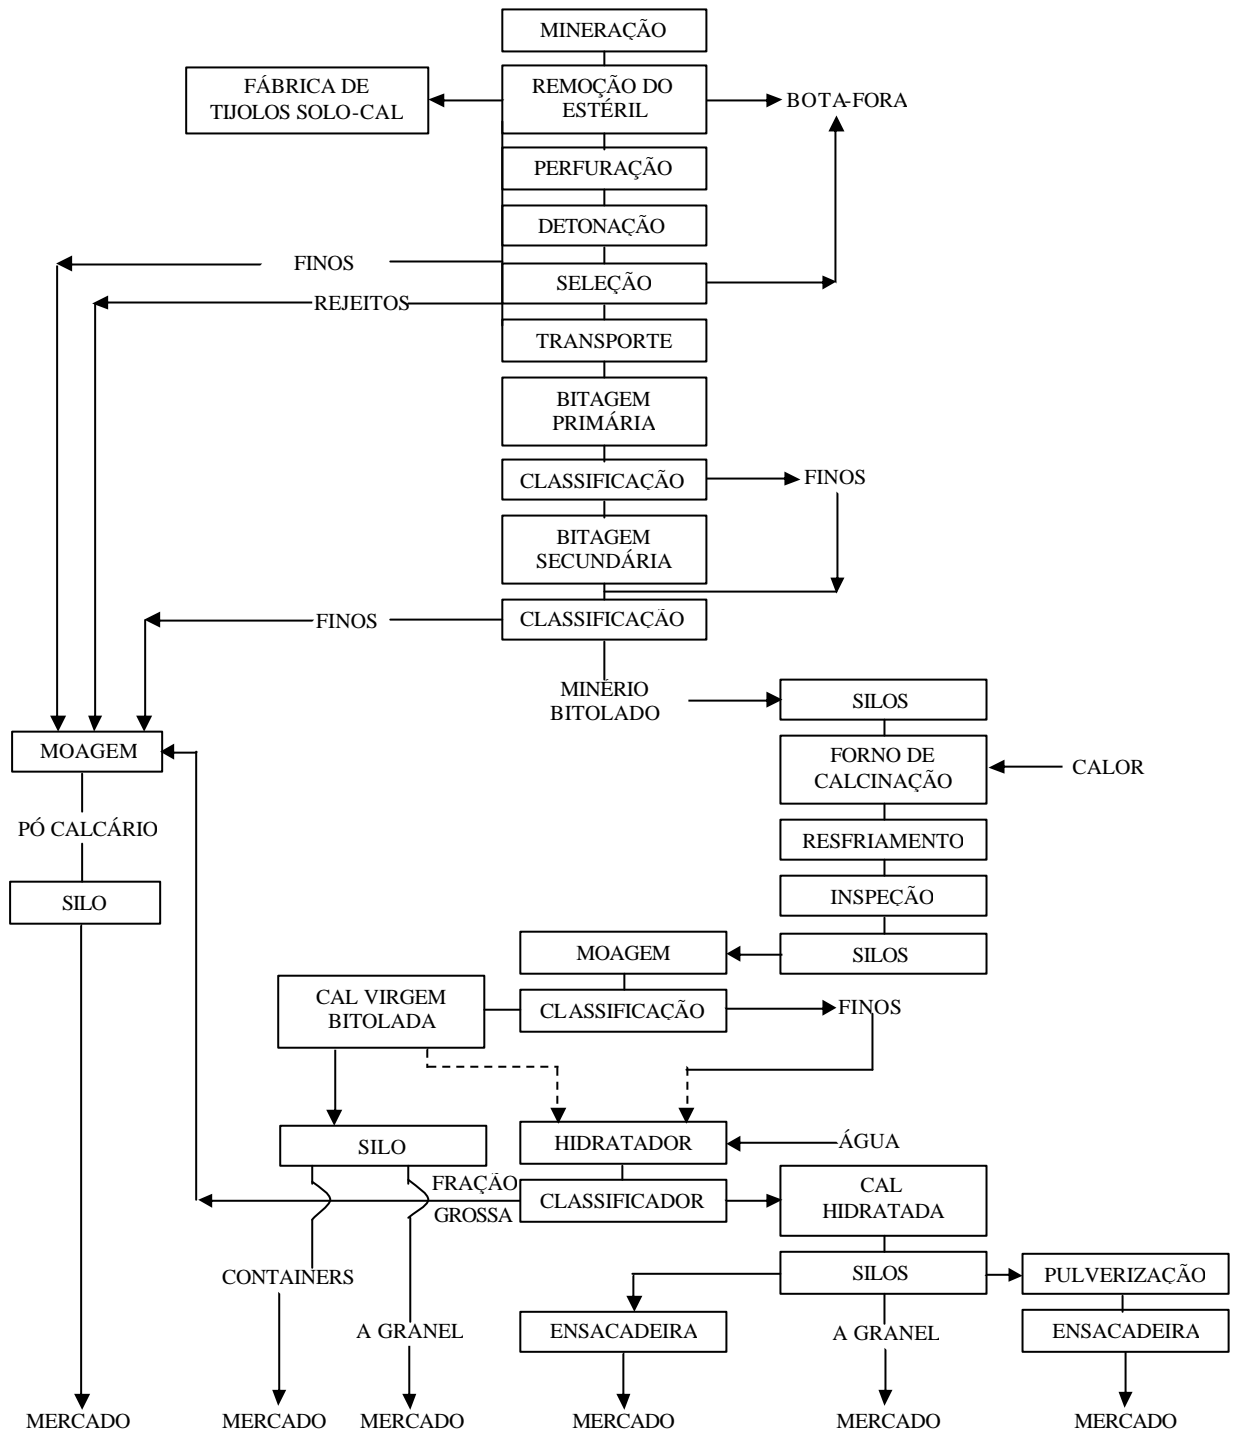 MINERAÇÃO
FÁBRICA DE
TIJOLOS SOLO-CAL
REMOÇÃO DO
ESTÉRIL
BOTA-FORA
PERFURAÇÃO
DETONAÇÃO
FINOS
SELEÇÃO
REJEITOS
TRANSPORTE
BITAGEM
PRIMÁRIA
CLASSIFICAÇÃO
FINOS
BITAGEM
SECUNDÁRIA
FINOS
CLASSIFICAÇÃO
MINÉRIO
BITOLADO
SILOS
MOAGEM
FORNO DE
CALCINAÇÃO
CALOR
PÓ CALCÁRIO
RESFRIAMENTO
SILO
INSPEÇÃO
MOAGEM
SILOS
CAL VIRGEM
BITOLADA
CLASSIFICAÇÃO
FINOS
SILO
HIDRATADOR
ÁGUA
FRAÇÃO
GROSSA
CLASSIFICADOR
CAL
HIDRATADA
CONTAINERS
SILOS
PULVERIZAÇÃO
A GRANEL
ENSACADEIRA
A GRANEL
ENSACADEIRA
MERCADO
MERCADO
MERCADO
MERCADO
MERCADO
MERCADO